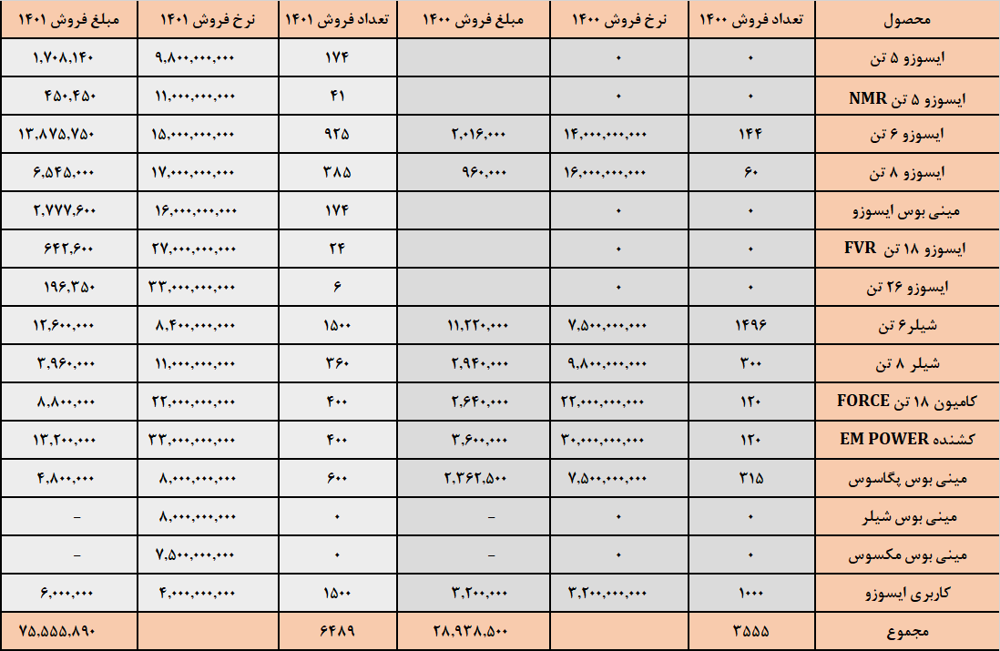 محصول تعداد فروش ۱۴۰۰ نرخ فروش ۱۴۰۰ مبلغ فروش ۱۴۰۰ تعداد فروش ۱۴۰۱ نرخ فروش ۱۴۰۱ مبلغ فروش ۱۴۰۱
ایسوزو ۵ تن ۰ ۰ ۱۷۴ ۹,۸۰۰,۰۰۰,۰۰۰ ۱,۷۰۸,۱۴۰
ایسوزو ۵ تن NMR ۰ ۰ ۴۱ ۱۱,۰۰۰,۰۰۰,۰۰۰ ۴۵۰,۴۵۰
ایسوزو ۶ تن ۱۴۴ ۱۴,۰۰۰,۰۰۰,۰۰۰ ۲,۰۱۶,۰۰۰ ۹۲۵ ۱۵,۰۰۰,۰۰۰,۰۰۰ ۱۳,۸۷۵,۷۵۰
ایسوزو ۸ تن ۶۰ ۱۶,۰۰۰,۰۰۰,۰۰۰ ۹۶۰,۰۰۰ ۳۸۵ ۱۷,۰۰۰,۰۰۰,۰۰۰ ۶,۵۴۵,۰۰۰
مینی بوس ایسوزو ۰ ۰ ۱۷۴ ۱۶,۰۰۰,۰۰۰,۰۰۰ ۲,۷۷۷,۶۰۰
ایسوزو ۱۸ تن FVR ۰ ۰ ۲۴ ۲۷,۰۰۰,۰۰۰,۰۰۰ ۶۴۲,۶۰۰
ایسوزو ۲۶ تن ۰ ۰ ۶ ۳۳,۰۰۰,۰۰۰,۰۰۰ ۱۹۶,۳۵۰
شیلر۶ تن ۱۴۹۶ ۷,۵۰۰,۰۰۰,۰۰۰ ۱۱,۲۲۰,۰۰۰ ۱۵۰۰ ۸,۴۰۰,۰۰۰,۰۰۰ ۱۲,۶۰۰,۰۰۰
شیلر ۸ تن ۳۰۰ ۹,۸۰۰,۰۰۰,۰۰۰ ۲,۹۴۰,۰۰۰ ۳۶۰ ۱۱,۰۰۰,۰۰۰,۰۰۰ ۳,۹۶۰,۰۰۰
کامیون ۱۸ تن FORCE ۱۲۰ ۲۲,۰۰۰,۰۰۰,۰۰۰ ۲,۶۴۰,۰۰۰ ۴۰۰ ۲۲,۰۰۰,۰۰۰,۰۰۰ ۸,۸۰۰,۰۰۰
کشنده EM POWER ۱۲۰ ۳۰,۰۰۰,۰۰۰,۰۰۰ ۳,۶۰۰,۰۰۰ ۴۰۰ ۳۳,۰۰۰,۰۰۰,۰۰۰ ۱۳,۲۰۰,۰۰۰
مینی بوس پگاسوس ۳۱۵ ۷,۵۰۰,۰۰۰,۰۰۰ ۲,۳۶۲,۵۰۰ ۶۰۰ ۸,۰۰۰,۰۰۰,۰۰۰ ۴,۸۰۰,۰۰۰
مینی بوس شیلر ۰ ۰ – ۰ ۸,۰۰۰,۰۰۰,۰۰۰ –
مینی بوس مکسوس ۰ ۰ – ۰ ۷,۵۰۰,۰۰۰,۰۰۰ –
کاربری ایسوزو ۱۰۰۰ ۳,۲۰۰,۰۰۰,۰۰۰ ۳,۲۰۰,۰۰۰ ۱۵۰۰ ۴,۰۰۰,۰۰۰,۰۰۰ ۶,۰۰۰,۰۰۰
مجموع ۳۵۵۵ ۲۸,۹۳۸,۵۰۰ ۶۴۸۹ ۷۵,۵۵۵,۸۹۰